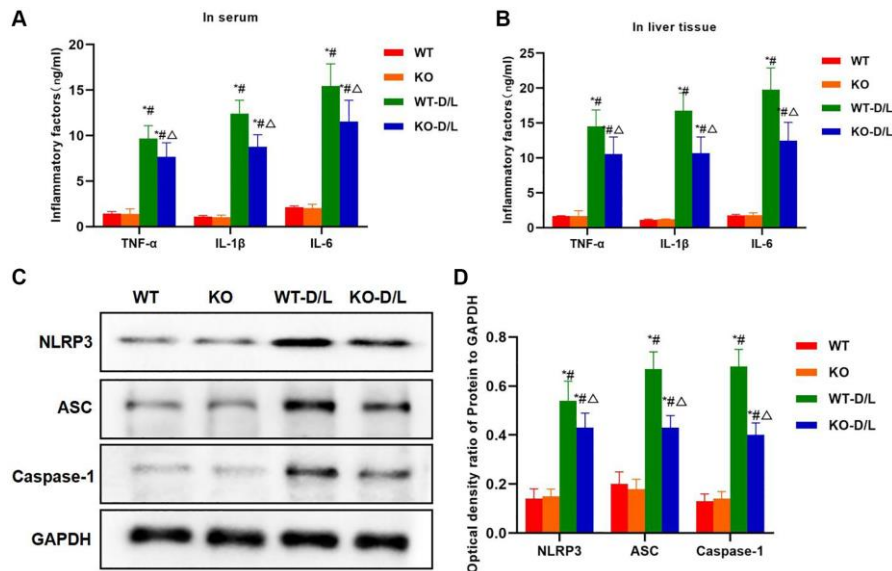 A
In serum
Inflammatory factors(ng/ml)
20
15
10
5
0
*#
*#△
*#
*#△
*#
*#△
TNF-α IL-1β IL-6
WT
KO
WT-D/L
KO-D/L
B
In liver tissue
Inflammatory factors(ng/ml)
25
20
15
10
5
0
*#
*#△
*#
*#△
*#
*#△
TNF-α IL-1β IL-6
WT
KO
WT-D/L
KO-D/L
C
WT KO WT-D/L KO-D/L
NLRP3
ASC
Caspase-1
GAPDH
D
Optical density ratio of Protein to GAPDH
0.8
0.6
0.4
0.2
0.0
*#
*#△
*#
*#△
*#
*#△
NLRP3 ASC Caspase-1
WT
KO
WT-D/L
KO-D/L